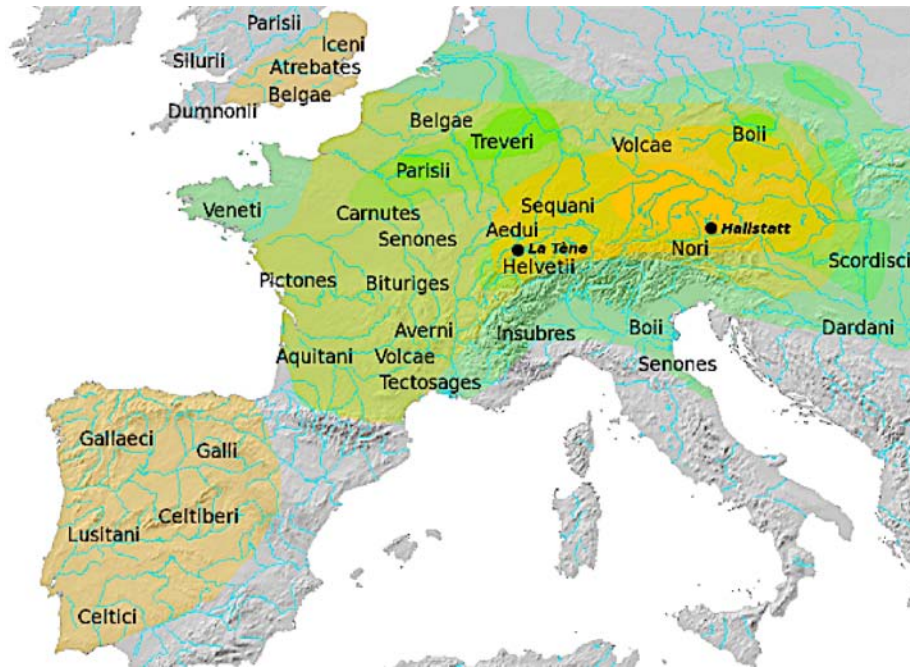 Parisii
Iceni
Silurii
Atrebates
Belgae
Dumnonii
Belgae
Treveri
Volcae
Boii
Parisii
Veneti
Carnutes
Sequani
Senones
Aedui
Hallstatt
La Tène
Nori
Helvetii
Scordisci
Pictones
Bituriges
Averni
Insubres
Boii
Dardani
Aquitani
Volcae
Tectosages
Senones
Gallaeci
Galli
Celtiberi
Lusitani
Celtici